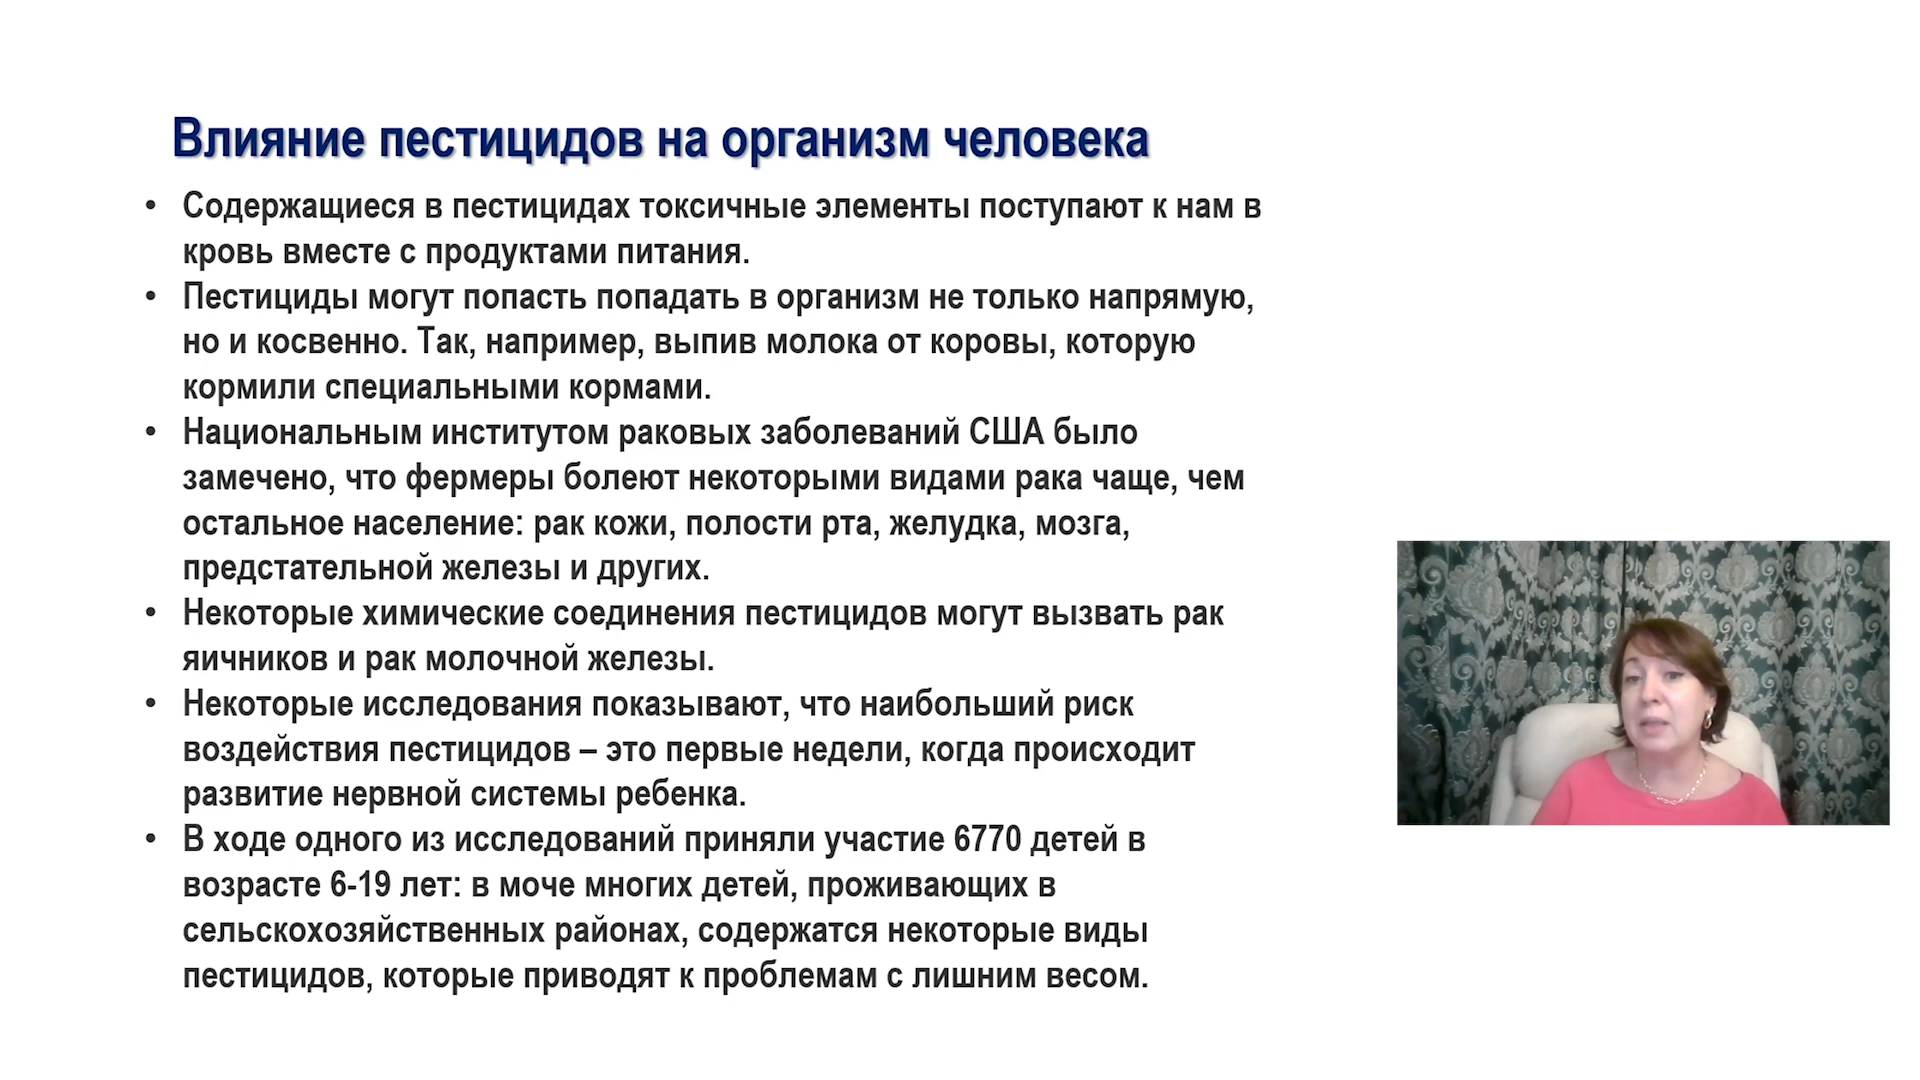 Влияние пестицидов на организм человека
• Содержащиеся в пестицидах токсичные элементы поступают к нам в
кровь вместе с продуктами питания.
• Пестициды могут попасть попадать в организм не только напрямую,
но и косвенно. Так, например, выпив молока от коровы, которую
кормили специальными кормами.
• Национальным институтом раковых заболеваний США было
замечено, что фермеры болеют некоторыми видами рака чаще, чем
остальное население: рак кожи, полости рта, желудка, мозга,
предстательной железы и других.
• Некоторые химические соединения пестицидов могут вызвать рак
яичников и рак молочной железы.
• Некоторые исследования показывают, что наибольший риск
воздействия пестицидов – это первые недели, когда происходит
развитие нервной системы ребенка.
• В ходе одного из исследований приняли участие 6770 детей в
возрасте 6-19 лет: в моче многих детей, проживающих в
сельскохозяйственных районах, содержатся некоторые виды
пестицидов, которые приводят к проблемам с лишним весом.